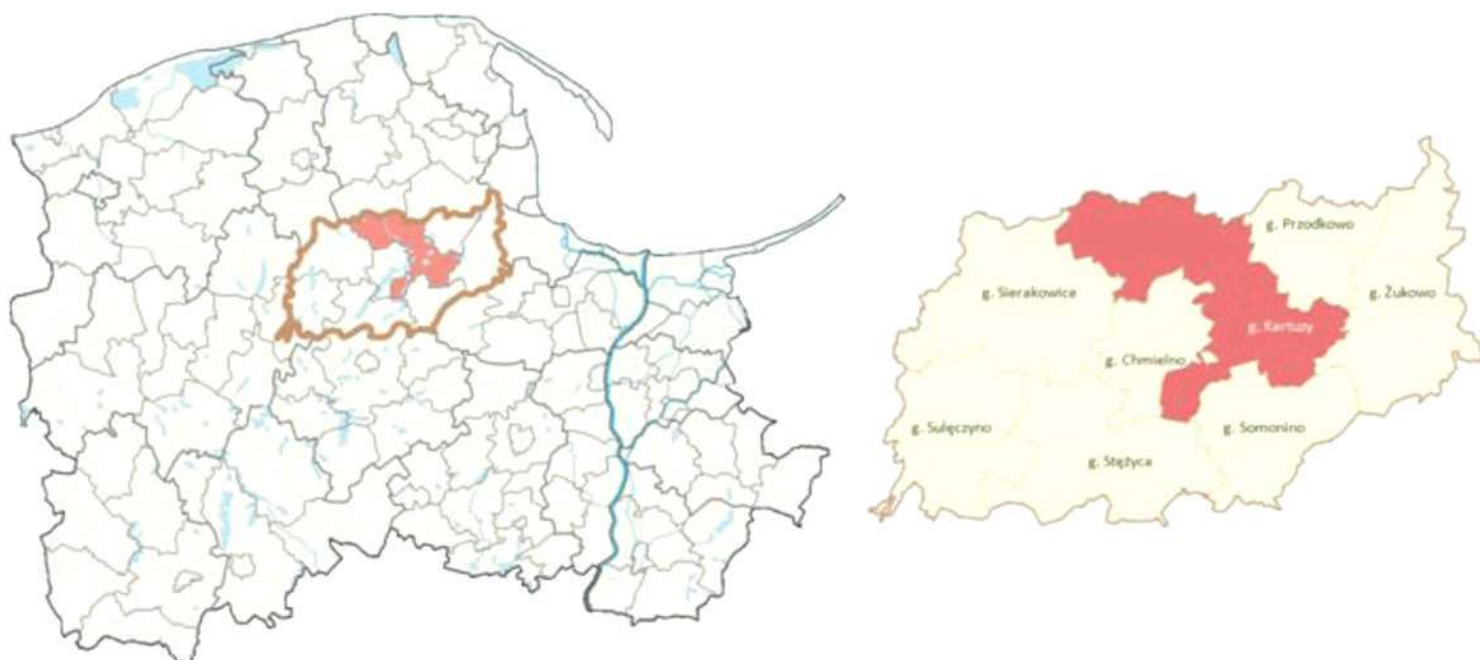 g. Przodkowo
g. Sierakowice
g. Żukowo
g. Kartuzy
g. Chmielno
g. Sulęczyno
g. Somonino
g. Stężyca